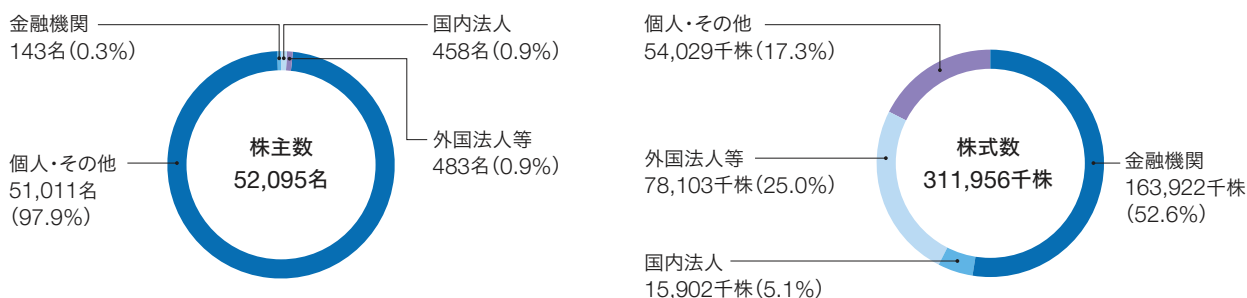 金融機関
143名(0.3%)
国内法人
458名(0.9%)
個人・その他
51,011名
(97.9%)
株主数
52,095名
外国法人等
483名(0.9%)
個人・その他
54,029千株(17.3%)
外国法人等
78,103千株(25.0%)
株式数
311,956千株
金融機関
163,922千株
(52.6%)
国内法人
15,902千株(5.1%)